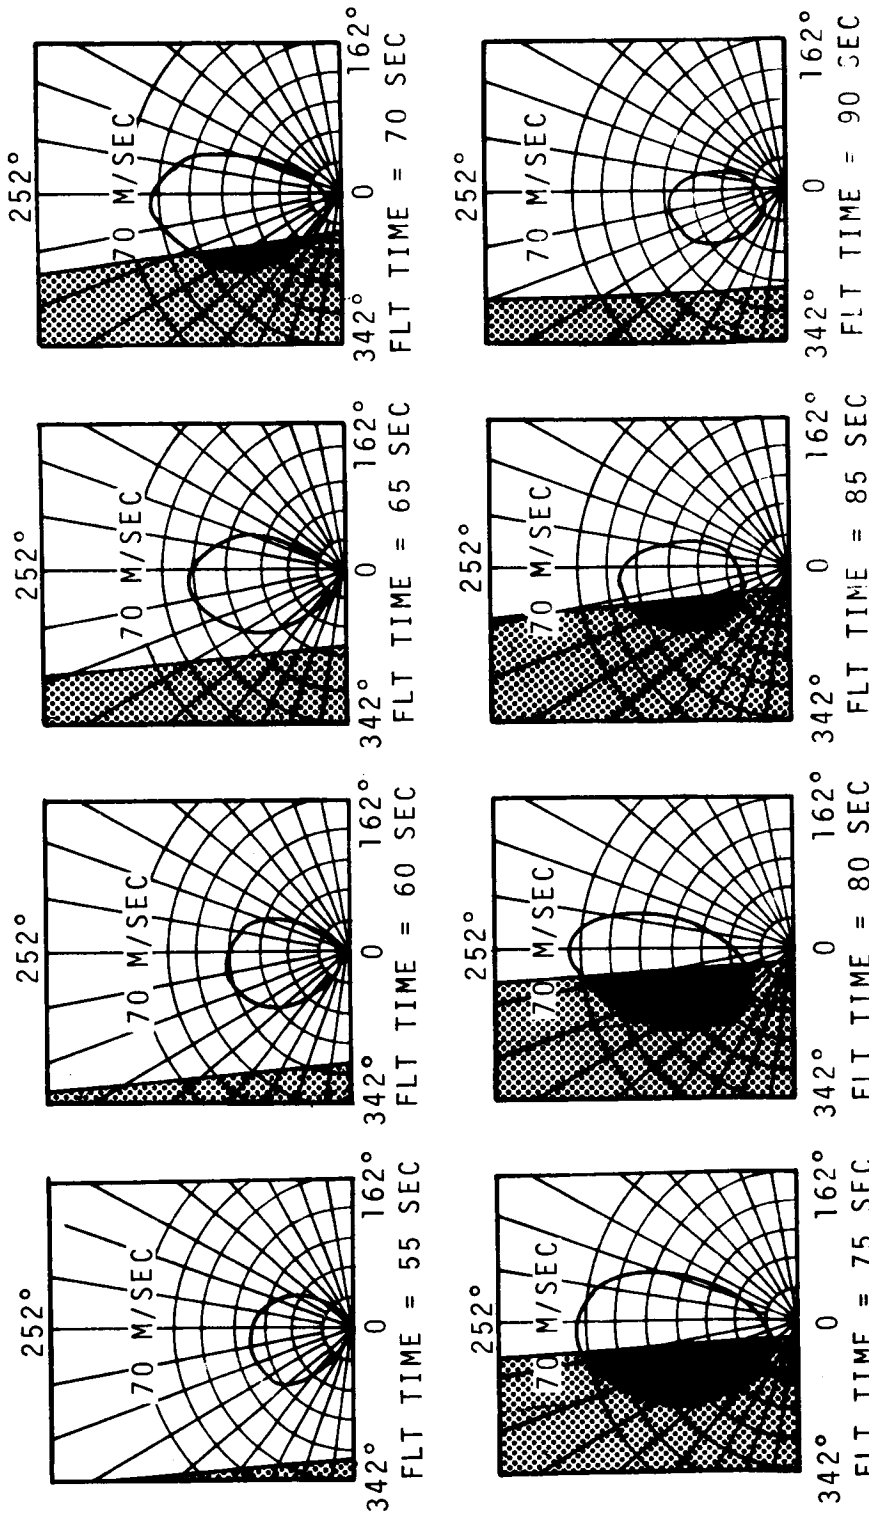 252°
70 M/SEC
342° 0 162°
FLT TIME = 70 SEC
252°
70 M/SEC
342° 0 162°
FLT TIME = 90 SEC
252°
70 M/SEC
342° 0 162°
FLT TIME = 65 SEC
252°
70 M/SEC
342° 0 162°
FLT TIME = 85 SEC
252°
70 M/SEC
342° 0 162°
FLT TIME = 60 SEC
252°
70 M/SEC
342° 0 162°
FLT TIME = 80 SEC
252°
70 M/SEC
342° 0 162°
FLT TIME = 55 SEC
252°
70 M/SEC
342° 0 162°
FLT TIME = 75 SEC